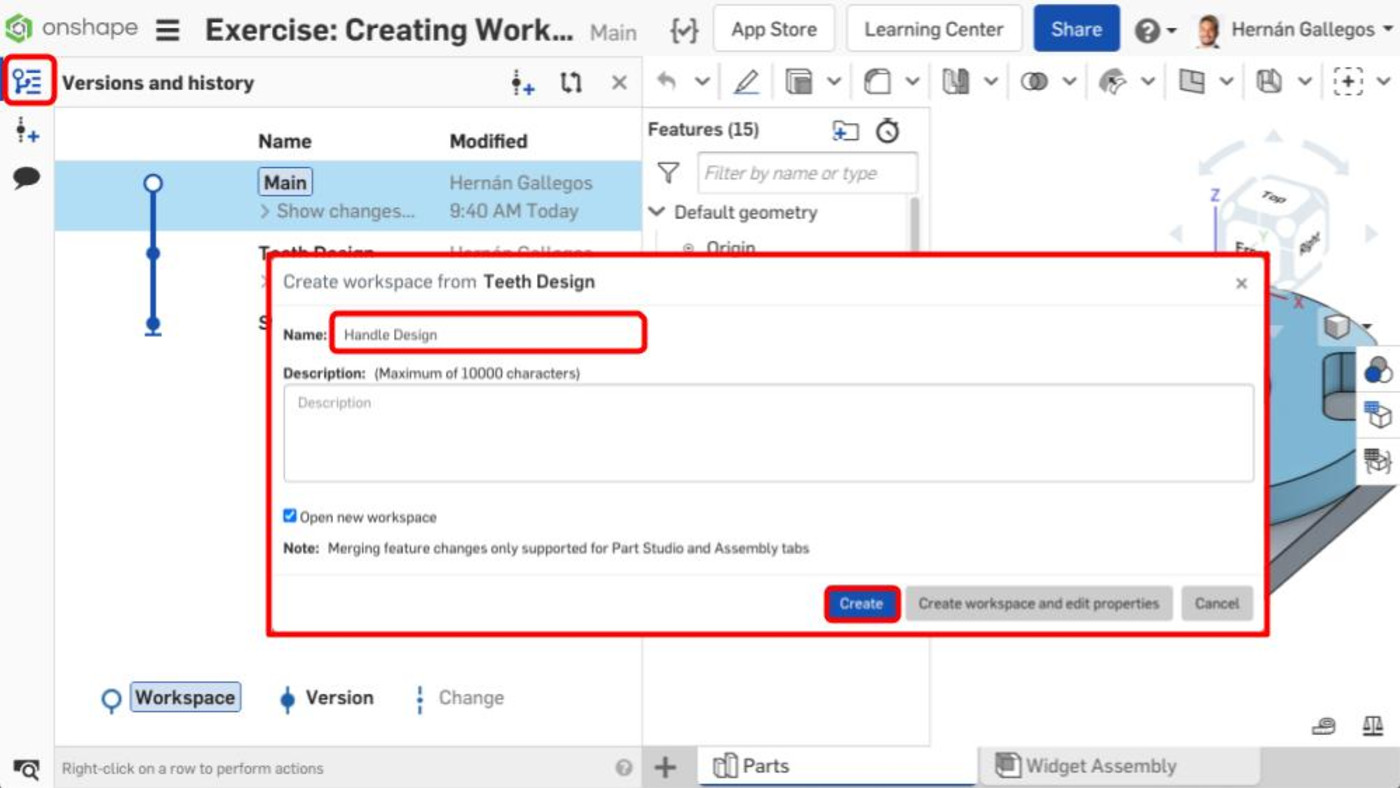 onshape
Exercise: Creating Work...
Main
App Store
Learning Center
Share
Hernán Gallegos
Versions and history
Name
Modified
Main
Hernán Gallegos
Show changes...
9:40 AM Today
Teeth Design
Hernán Gallegos
Features (15)
Filter by name or type
Default geometry
Origin
Z
Top
Right
Y
X
Create workspace from Teeth Design
Name: Handle Design
Description: (Maximum of 10000 characters)
Description
Open new workspace
Note: Merging feature changes only supported for Part Studio and Assembly tabs
Create
Create workspace and edit properties
Cancel
Workspace
Version
Change
Right-click on a row to perform actions
Parts
Widget Assembly